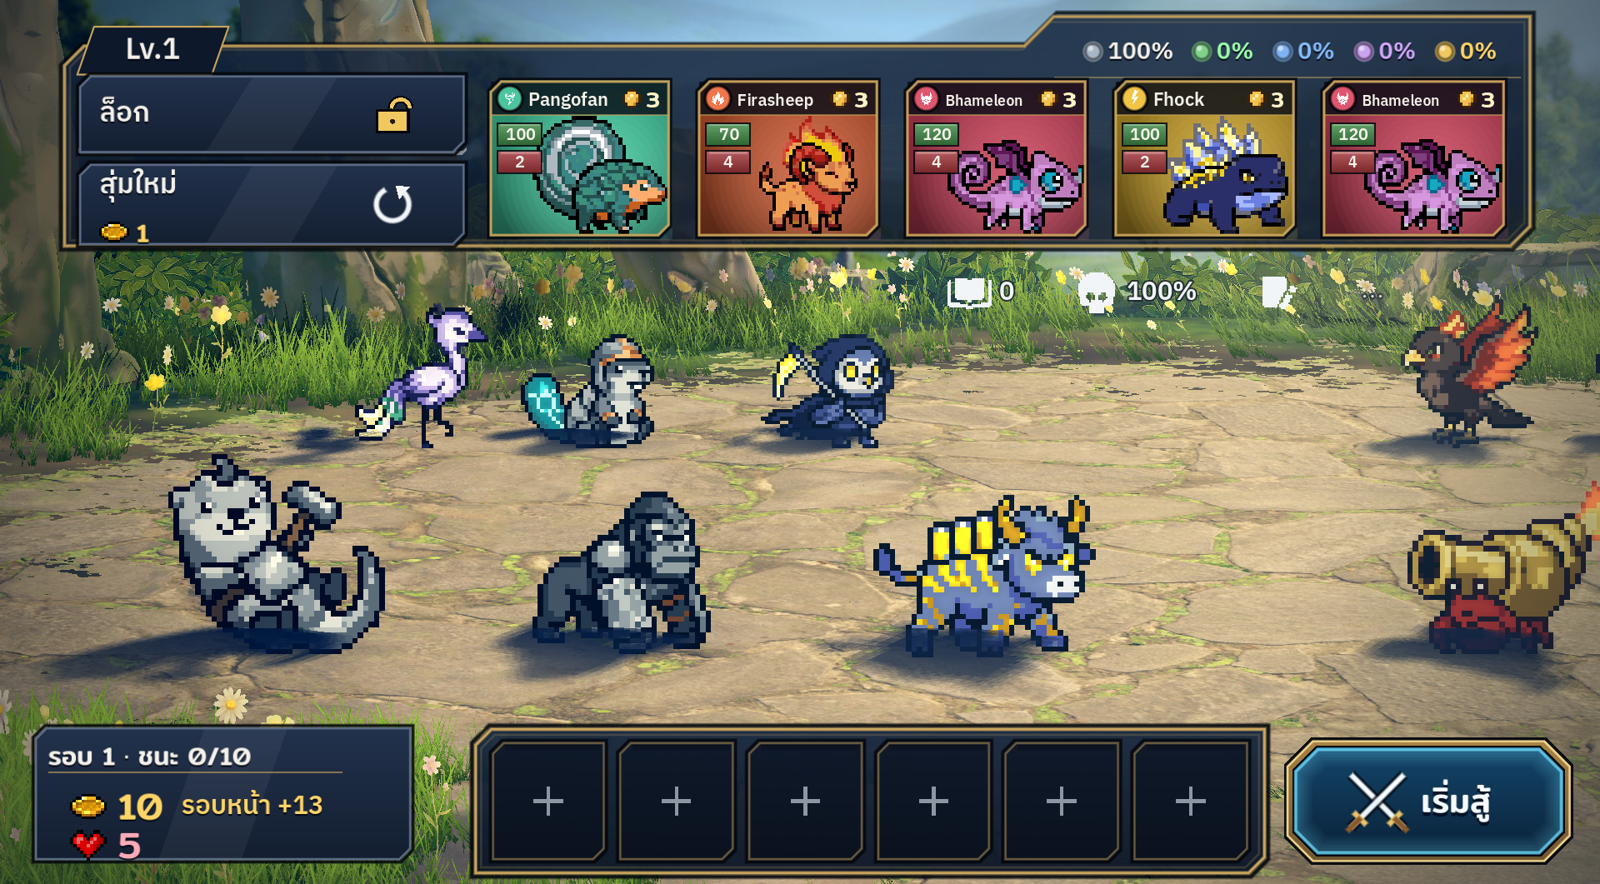 Lv.1
100% 0% 0% 0% 0%
ล็อก
สุ่มใหม่
1
Pangofan 3
100
2
Firasheep 3
70
4
Bhameleon 3
120
4
Fhock 3
100
2
Bhameleon 3
120
4
0 100% ...
รอบ 1 · ชนะ 0/10
10 รอบหน้า +13
5
+ + + + + +
เริ่มสู้